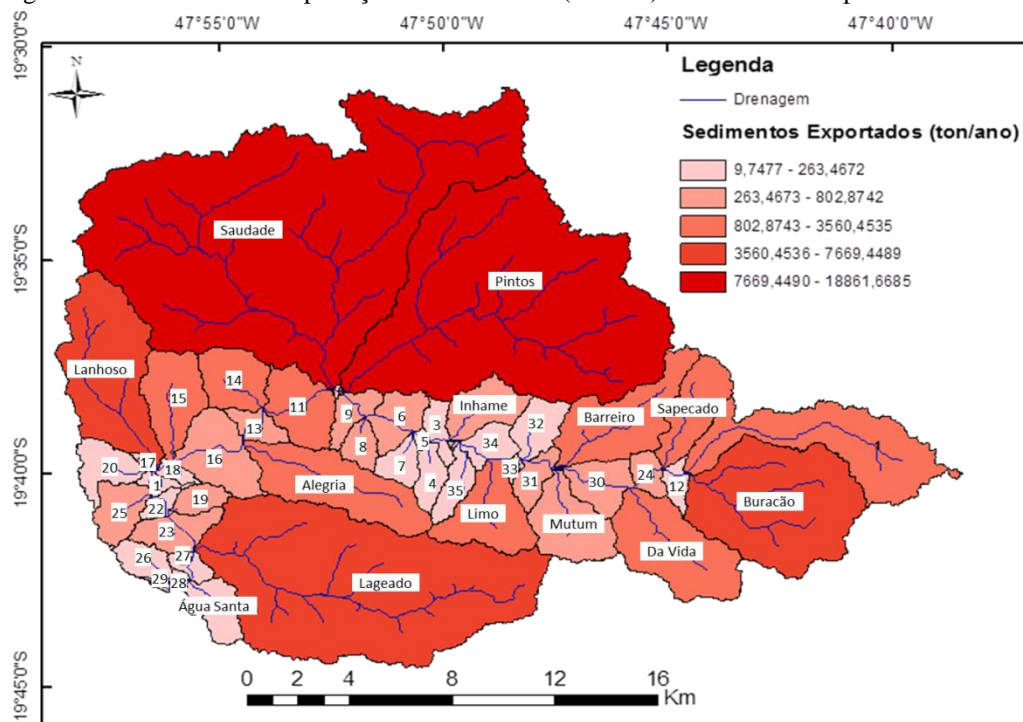 47°55'0"W 47°50'0"W 47°45'0"W 47°40'0"W
19°30'0"S
19°35'0"S
19°40'0"S
19°45'0"S
N
Legenda
Drenagem
Sedimentos Exportados (ton/ano)
9,7477 - 263,4672
263,4673 - 802,8742
802,8743 - 3560,4535
3560,4536 - 7669,4489
7669,4490 - 18861,6685
Saudade
Pintos
Lanhoso
14
15
11
9
6
3
Inhame
32
Barreiro
Sapecado
13
8
5
34
16
17
20
18
7
4
35
33
31
30
24
12
1
Alegria
Limo
Mutum
Buracão
25
22
19
23
Da Vida
26
27
29
28
Lageado
Água Santa
0 2 4 8 12 16
Km